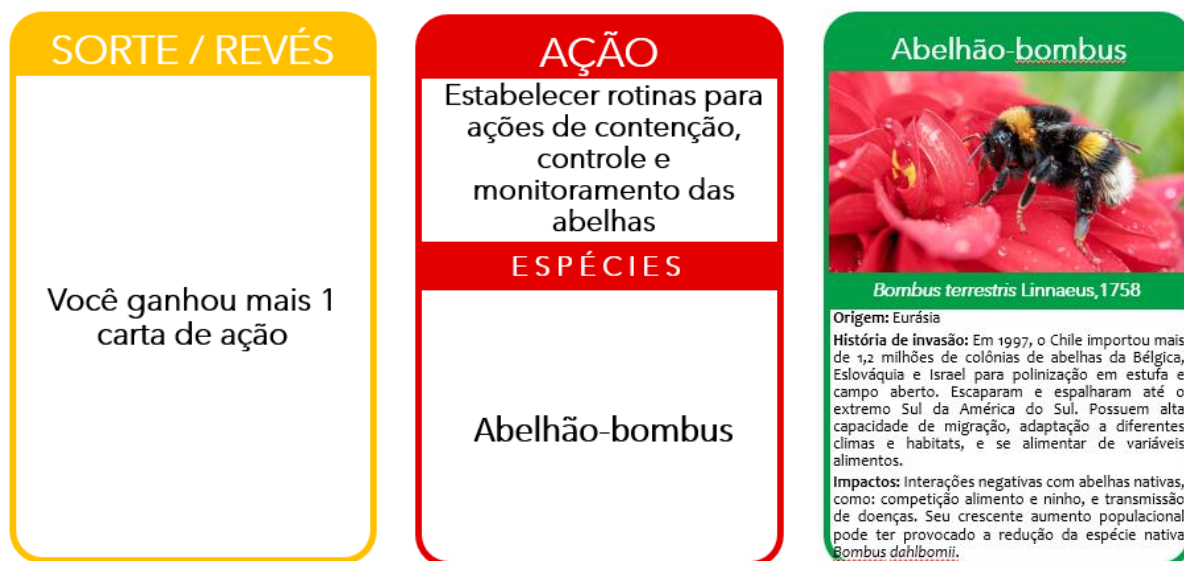 SORTE / REVÉS
Você ganhou mais 1
carta de ação
AÇÃO
Estabelecer rotinas para
ações de contenção,
controle e
monitoramento das
abelhas
ESPÉCIES
Abelhão-bombus
Abelhão-bombus
Bombus terrestris Linnaeus,1758
Origem: Eurásia
História de invasão: Em 1997, o Chile importou mais
de 1,2 milhões de colônias de abelhas da Bélgica,
Eslováquia e Israel para polinização em estufa e
campo aberto. Escaparam e espalharam até o
extremo Sul da América do Sul. Possuem alta
capacidade de migração, adaptação a diferentes
climas e habitats, e se alimentar de variáveis
alimentos.
Impactos: Interações negativas com abelhas nativas,
como: competição alimento e ninho, e transmissão
de doenças. Seu crescente aumento populacional
pode ter provocado a redução da espécie nativa
Bombus dahlbomii.